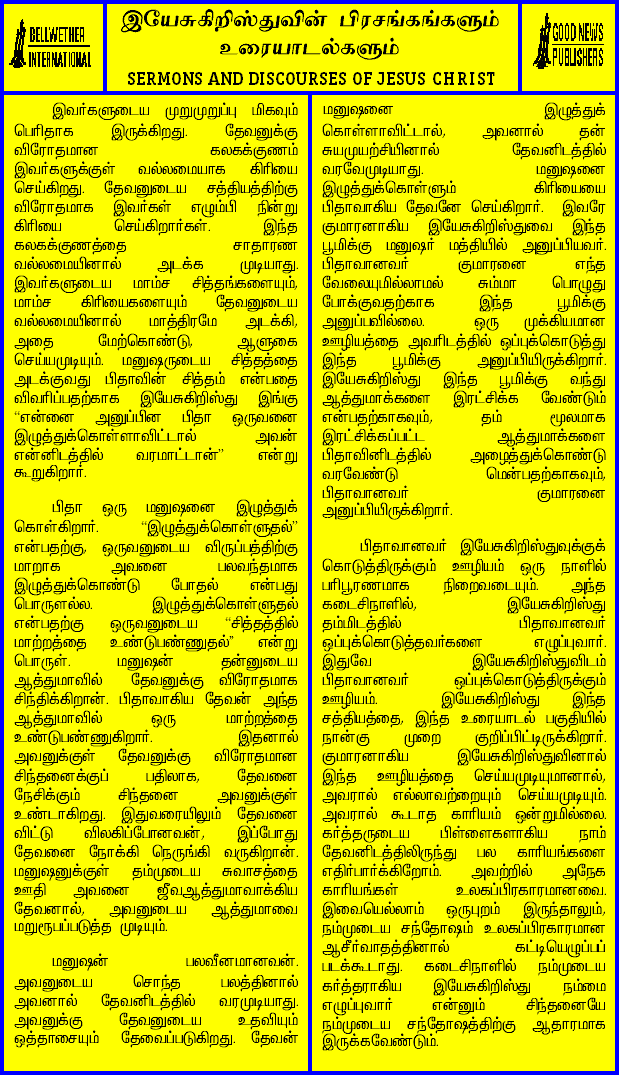 இயேசுகிறிஸ்துவின் பிரசங்கங்களும்
உரையாடல்களும்
SERMONS AND DISCOURSES OF JESUS CHRIST
BELLWETHER
INTERNATIONAL
GOOD NEWS
PUBLISHERS
இவர்களுடைய முறுமுறுப்பு மிகவும்
பெரிதாக இருக்கிறது. தேவனுக்கு
விரோதமான கலகக்குணம்
இவர்களுக்குள் வல்லமையாக கிரியை
செய்கிறது. தேவனுடைய சத்தியத்திற்கு
விரோதமாக இவர்கள் எழும்பி நின்று
கிரியை செய்கிறார்கள். இந்த
கலகக்குணத்தை சாதாரண
வல்லமையினால் அடக்க முடியாது.
இவர்களுடைய மாம்ச சித்தங்களையும்,
மாம்ச கிரியைகளையும் தேவனுடைய
வல்லமையினால் மாத்திரமே அடக்கி,
அதை மேற்கொண்டு, ஆளுகை
செய்யமுடியும். மனுஷருடைய சித்தத்தை
அடக்குவது பிதாவின் சித்தம் என்பதை
விவரிப்பதற்காக இயேசுகிறிஸ்து இங்கு
“என்னை அனுப்பின பிதா ஒருவனை
இழுத்துக்கொள்ளாவிட்டால் அவன்
என்னிடத்தில் வரமாட்டான்” என்று
கூறுகிறார்.
பிதா ஒரு மனுஷனை இழுத்துக்
கொள்கிறார். “இழுத்துக்கொள்ளுதல்”
என்பதற்கு, ஒருவனுடைய விருப்பத்திற்கு
மாறாக அவனை பலவந்தமாக
இழுத்துக்கொண்டு போதல் என்பது
பொருளல்ல. இழுத்துக்கொள்ளுதல்
என்பதற்கு ஒருவனுடைய “சித்தத்தில்
மாற்றத்தை உண்டுபண்ணுதல்” என்று
பொருள். மனுஷன் தன்னுடைய
ஆத்துமாவில் தேவனுக்கு விரோதமாக
சிந்திக்கிறான். பிதாவாகிய தேவன் அந்த
ஆத்துமாவில் ஒரு மாற்றத்தை
உண்டுபண்ணுகிறார். இதனால்
அவனுக்குள் தேவனுக்கு விரோதமான
சிந்தனைக்குப் பதிலாக, தேவனை
நேசிக்கும் சிந்தனை அவனுக்குள்
உண்டாகிறது. இதுவரையிலும் தேவனை
விட்டு விலகிப்போனவன், இப்போது
தேவனை நோக்கி நெருங்கி வருகிறான்.
மனுஷனுக்குள் தம்முடைய சுவாசத்தை
ஊதி அவனை ஜீவஆத்துமாவாக்கிய
தேவனால், அவனுடைய ஆத்துமாவை
மறுரூபப்படுத்த முடியும்.
மனுஷன் பலவீனமானவன்.
அவனுடைய சொந்த பலத்தினால்
அவனால் தேவனிடத்தில் வரமுடியாது.
அவனுக்கு தேவனுடைய உதவியும்
ஒத்தாசையும் தேவைப்படுகிறது. தேவன்
மனுஷனை இழுத்துக்
கொள்ளாவிட்டால், அவனால் தன்
சுயமுயற்சியினால் தேவனிடத்தில்
வரவேமுடியாது. மனுஷனை
இழுத்துக்கொள்ளும் கிரியையை
பிதாவாகிய தேவனே செய்கிறார். இவரே
குமாரனாகிய இயேசுகிறிஸ்துவை இந்த
பூமிக்கு மனுஷர் மத்தியில் அனுப்பியவர்.
பிதாவானவர் குமாரனை எந்த
வேலையுமில்லாமல் சும்மா பொழுது
போக்குவதற்காக இந்த பூமிக்கு
அனுப்பவில்லை. ஒரு முக்கியமான
ஊழியத்தை அவரிடத்தில் ஒப்புக்கொடுத்து
இந்த பூமிக்கு அனுப்பியிருக்கிறார்.
இயேசுகிறிஸ்து இந்த பூமிக்கு வந்து
ஆத்துமாக்களை இரட்சிக்க வேண்டும்
என்பதற்காகவும், தம் மூலமாக
இரட்சிக்கப்பட்ட ஆத்துமாக்களை
பிதாவினிடத்தில் அழைத்துக்கொண்டு
வரவேண்டு மென்பதற்காகவும்,
பிதாவானவர் குமாரனை
அனுப்பியிருக்கிறார்.
பிதாவானவர் இயேசுகிறிஸ்துவுக்குக்
கொடுத்திருக்கும் ஊழியம் ஒரு நாளில்
பரிபூரணமாக நிறைவடையும். அந்த
கடைசிநாளில், இயேசுகிறிஸ்து
தம்மிடத்தில் பிதாவானவர்
ஒப்புக்கொடுத்தவர்களை எழுப்புவார்.
இதுவே இயேசுகிறிஸ்துவிடம்
பிதாவானவர் ஒப்புக்கொடுத்திருக்கும்
ஊழியம். இயேசுகிறிஸ்து இந்த
சத்தியத்தை, இந்த உரையாடல் பகுதியில்
நான்கு முறை குறிப்பிட்டிருக்கிறார்.
குமாரனாகிய இயேசுகிறிஸ்துவினால்
இந்த ஊழியத்தை செய்யமுடியுமானால்,
அவரால் எல்லாவற்றையும் செய்யமுடியும்.
அவரால் கூடாத காரியம் ஒன்றுமில்லை.
கர்த்தருடைய பிள்ளைகளாகிய நாம்
தேவனிடத்திலிருந்து பல காரியங்களை
எதிர்பார்க்கிறோம். அவற்றில் அநேக
காரியங்கள் உலகப்பிரகாரமானவை.
இவையெல்லாம் ஒருபுறம் இருந்தாலும்,
நம்முடைய சந்தோஷம் உலகப்பிரகாரமான
ஆசீர்வாதத்தினால் கட்டியெழுப்பப்
படக்கூடாது. கடைசிநாளில் நம்முடைய
கர்த்தராகிய இயேசுகிறிஸ்து நம்மை
எழுப்புவார் என்னும் சிந்தனையே
நம்முடைய சந்தோஷத்திற்கு ஆதாரமாக
இருக்கவேண்டும்.